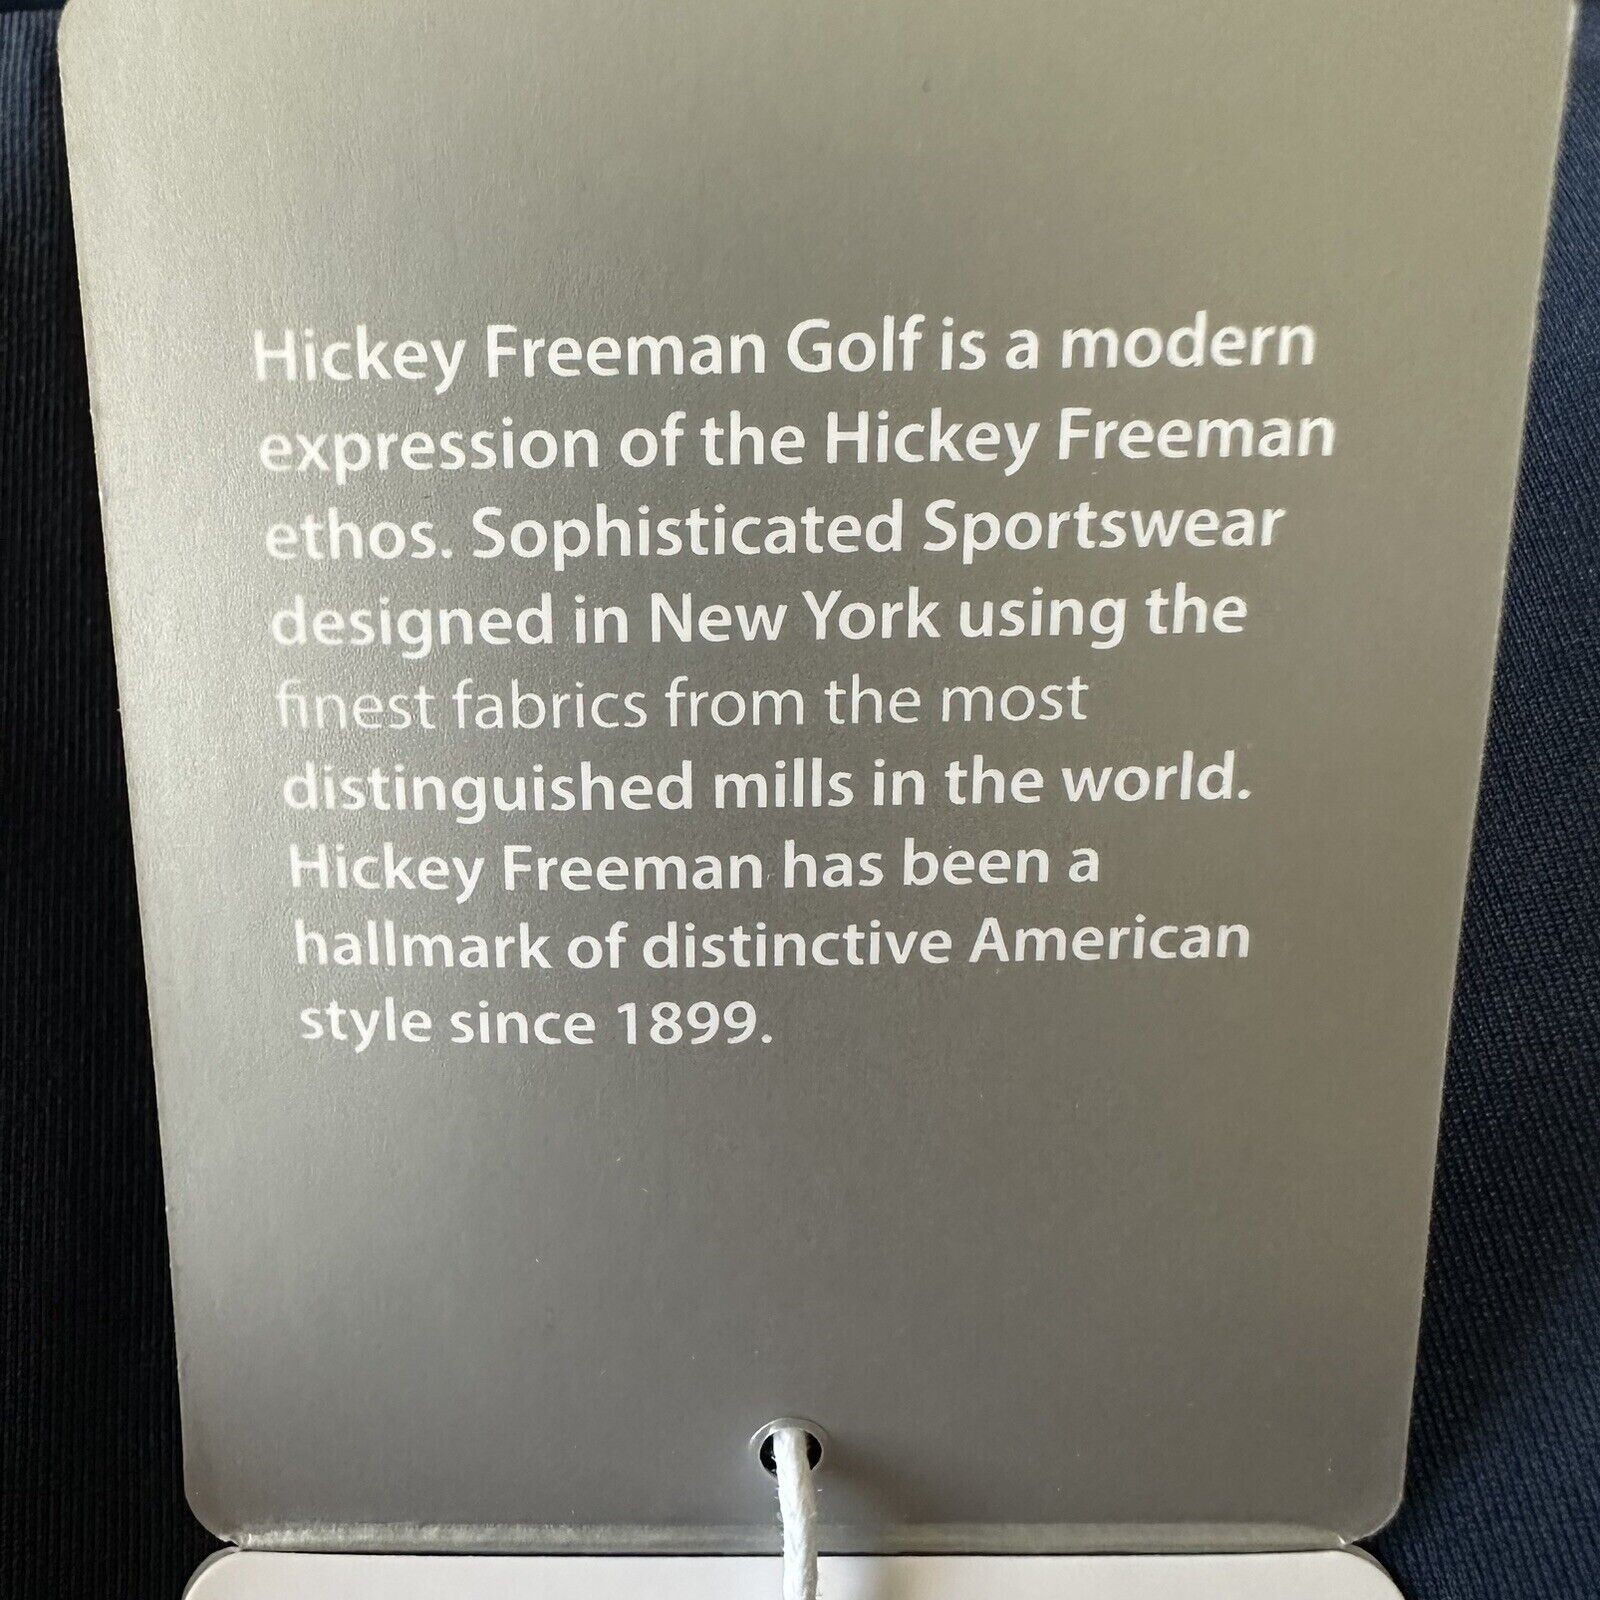 Hickey Freeman Golf is a modern
expression of the Hickey Freeman
ethos. Sophisticated Sportswear
designed in New York using the
finest fabrics from the most
distinguished mills in the world.
Hickey Freeman has been a
hallmark of distinctive American
style since 1899.